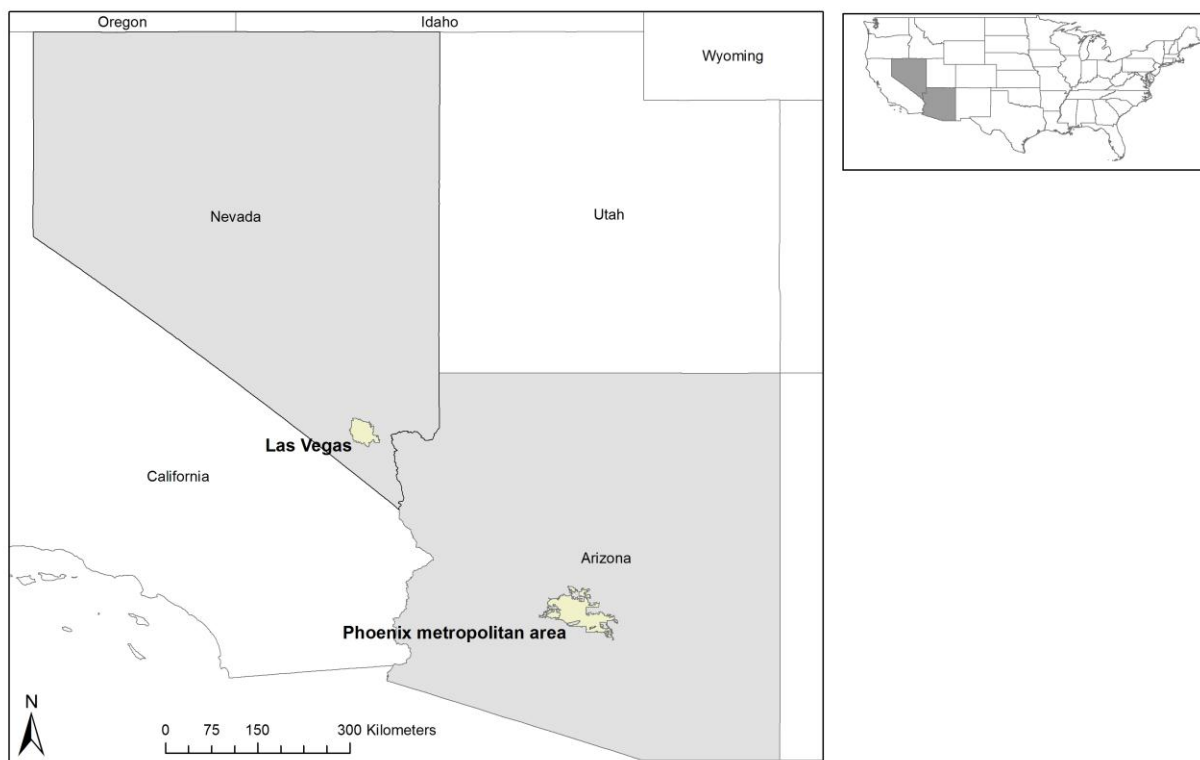 Oregon
Idaho
Wyoming
Nevada
Utah
Las Vegas
California
Arizona
Phoenix metropolitan area
N
0 75 150 300 Kilometers